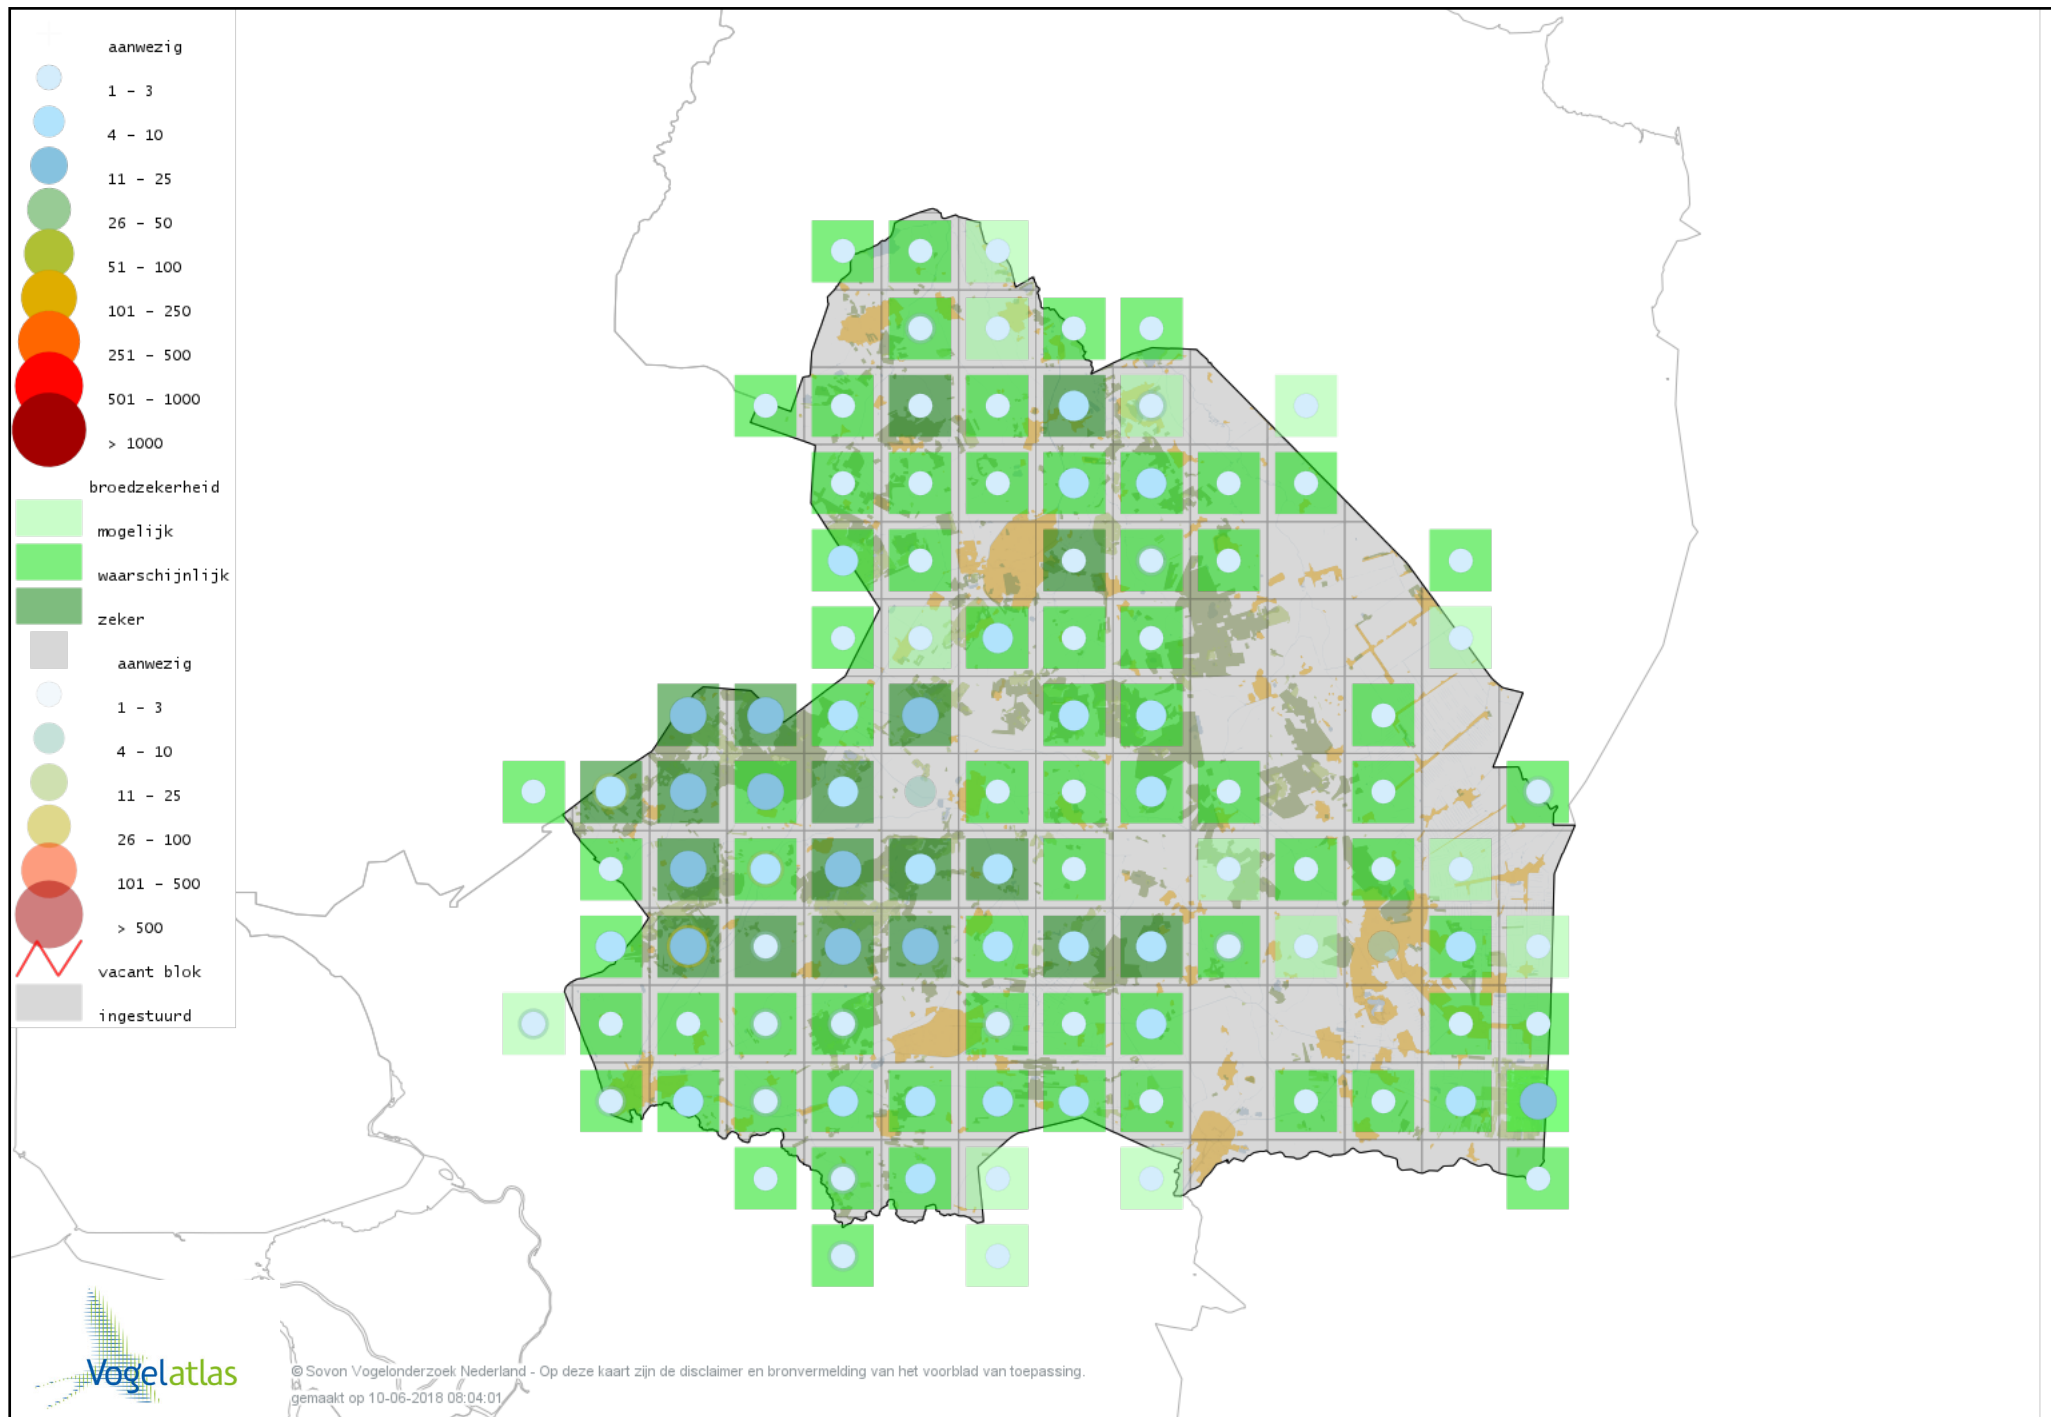 aanwezig
1 - 3
4 - 10
11 - 25
26 - 50
51 - 100
101 - 250
251 - 500
501 - 1000
> 1000
broedzekerheid
mogelijk
waarschijnlijk
zeker
aanwezig
1 - 3
4 - 10
11 - 25
26 - 100
101 - 500
> 500
vacant blok
ingestuurd
Vogelatlas
© Sovon Vogelonderzoek Nederland - Op deze kaart zijn de disclaimer en bronvermelding van het voorblad van toepassing.
gemaakt op 10-06-2018 08:04:01